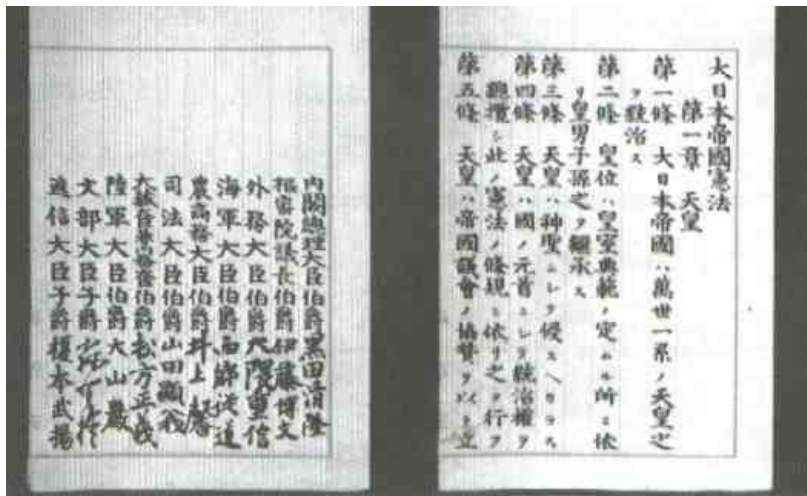 大日本帝國憲法
第一章 天皇
第一條 大日本帝國ハ萬世一系ノ天皇之
ヲ統治ス
第二條 皇位ハ皇室典範ノ定ムル所ニ依
リ皇男子孫之ヲ繼承ス
第三條 天皇ハ神聖ニシテ侵スヘカラス
第四條 天皇ハ國ノ元首ニシテ統治權ヲ
總攬シ此ノ憲法ノ條規ニ依リ之ヲ行フ
第五條 天皇ハ帝國議會ノ協贊ヲ以テ立
內閣總理大臣伯爵黑田清隆
樞密院議長伯爵伊藤博文
外務大臣伯爵大隈重信
海軍大臣伯爵西鄉從道
農商務大臣伯爵井上馨
司法大臣伯爵山田顯義
大藏大臣兼內務大臣伯爵松方正義
陸軍大臣伯爵大山巖
文部大臣子爵森有禮
遞信大臣子爵榎本武揚